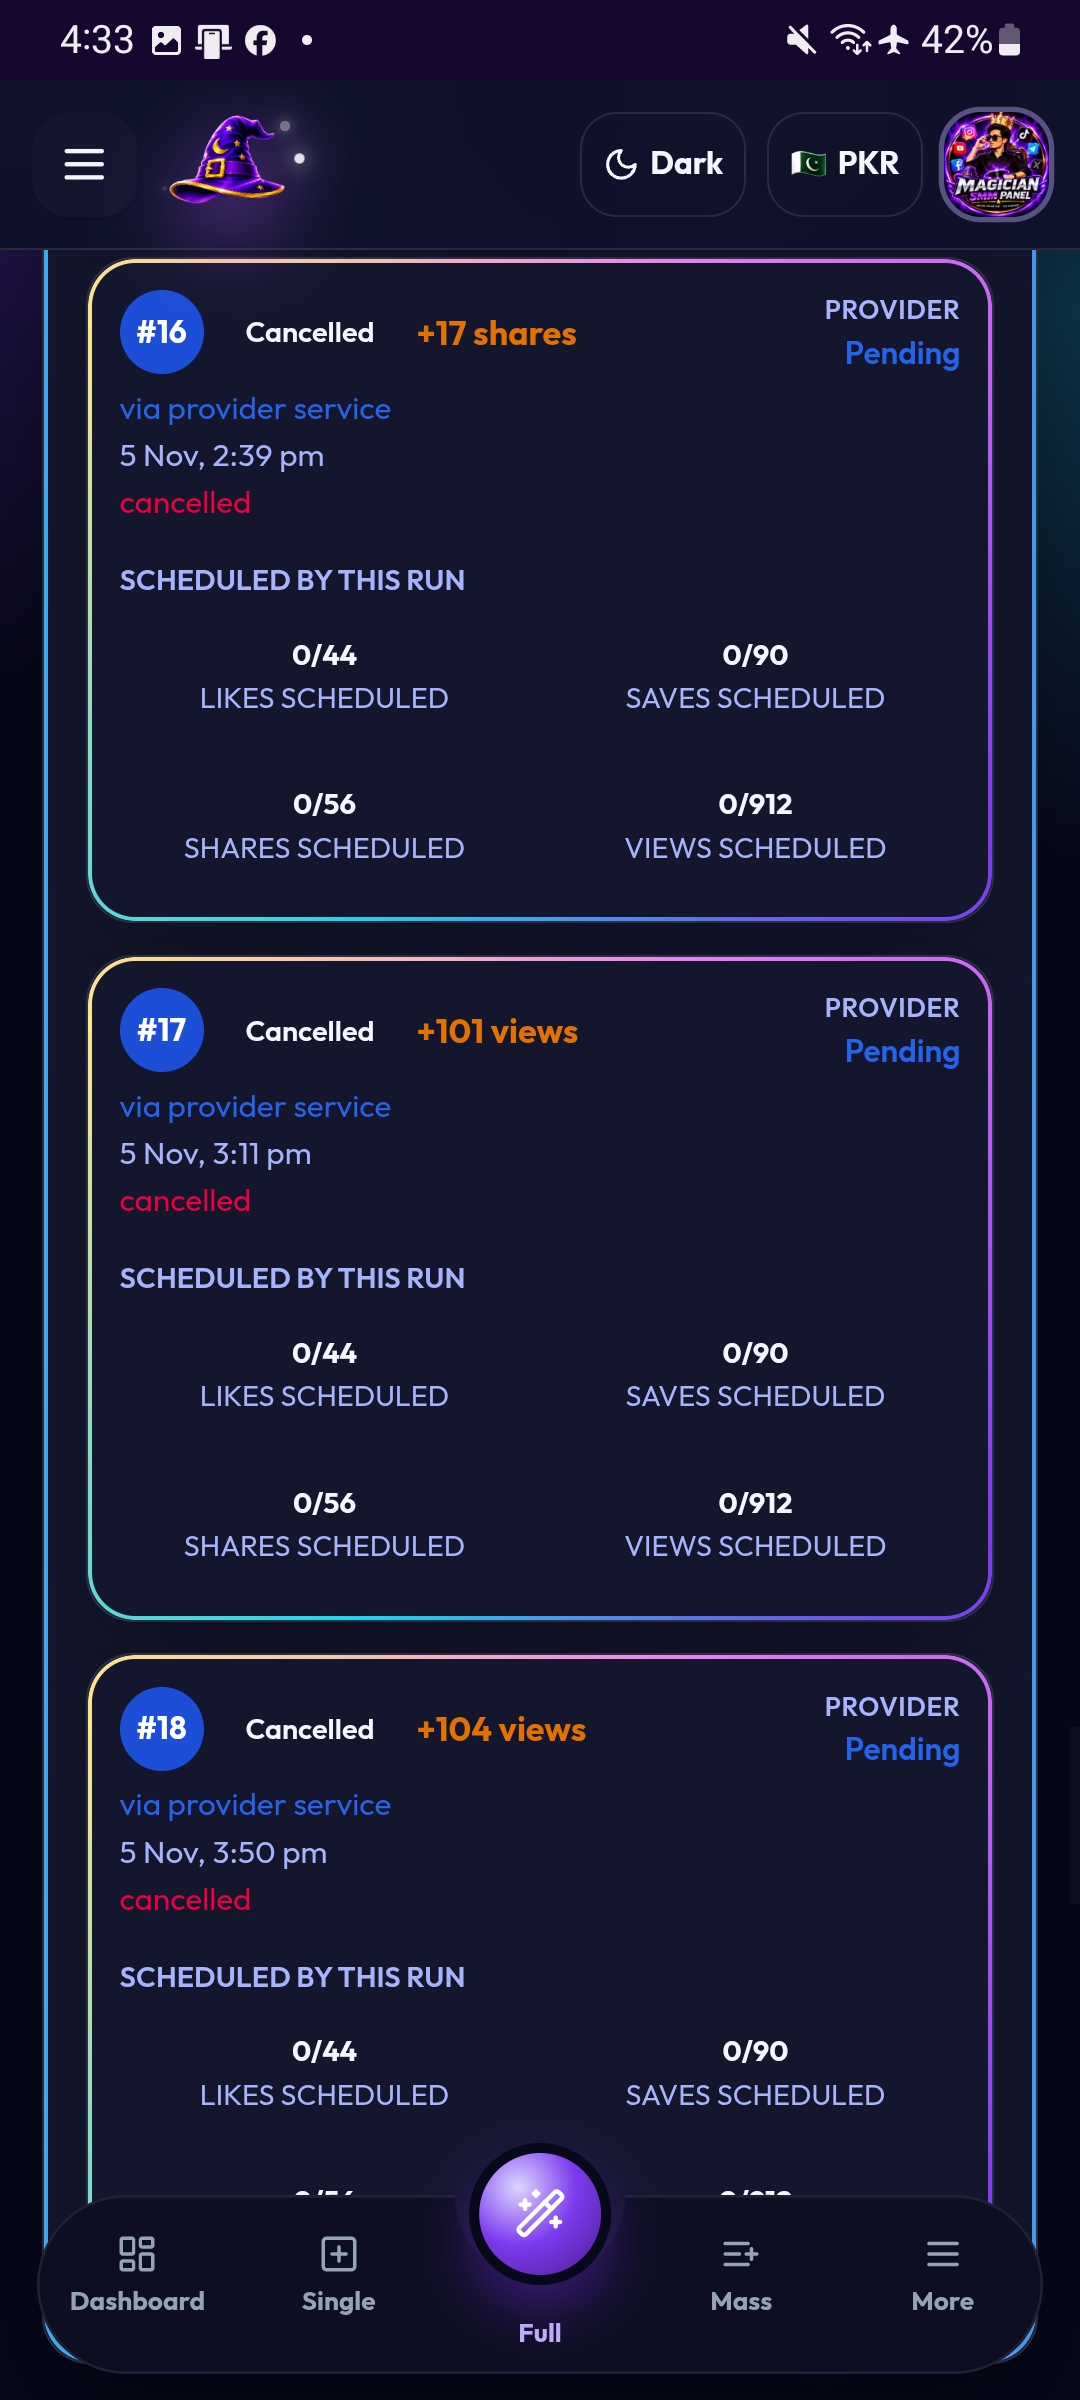 4:33
42%
Dark
PKR
MAGICIAN
SMM PANEL
#16
Cancelled
+17 shares
PROVIDER
Pending
via provider service
5 Nov, 2:39 pm
cancelled
SCHEDULED BY THIS RUN
0/44
LIKES SCHEDULED
0/90
SAVES SCHEDULED
0/56
SHARES SCHEDULED
0/912
VIEWS SCHEDULED
#17
Cancelled
+101 views
PROVIDER
Pending
via provider service
5 Nov, 3:11 pm
cancelled
SCHEDULED BY THIS RUN
0/44
LIKES SCHEDULED
0/90
SAVES SCHEDULED
0/56
SHARES SCHEDULED
0/912
VIEWS SCHEDULED
#18
Cancelled
+104 views
PROVIDER
Pending
via provider service
5 Nov, 3:50 pm
cancelled
SCHEDULED BY THIS RUN
0/44
LIKES SCHEDULED
0/90
SAVES SCHEDULED
Dashboard
Single
Full
Mass
More